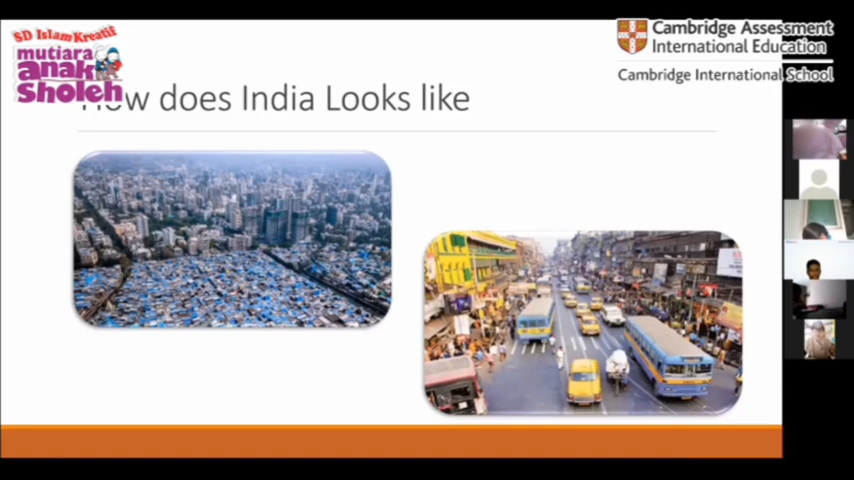 SD Islam Kreatif
mutiara
anak
Sholeh
How does India Looks like
Cambridge Assessment
International Education
Cambridge International School